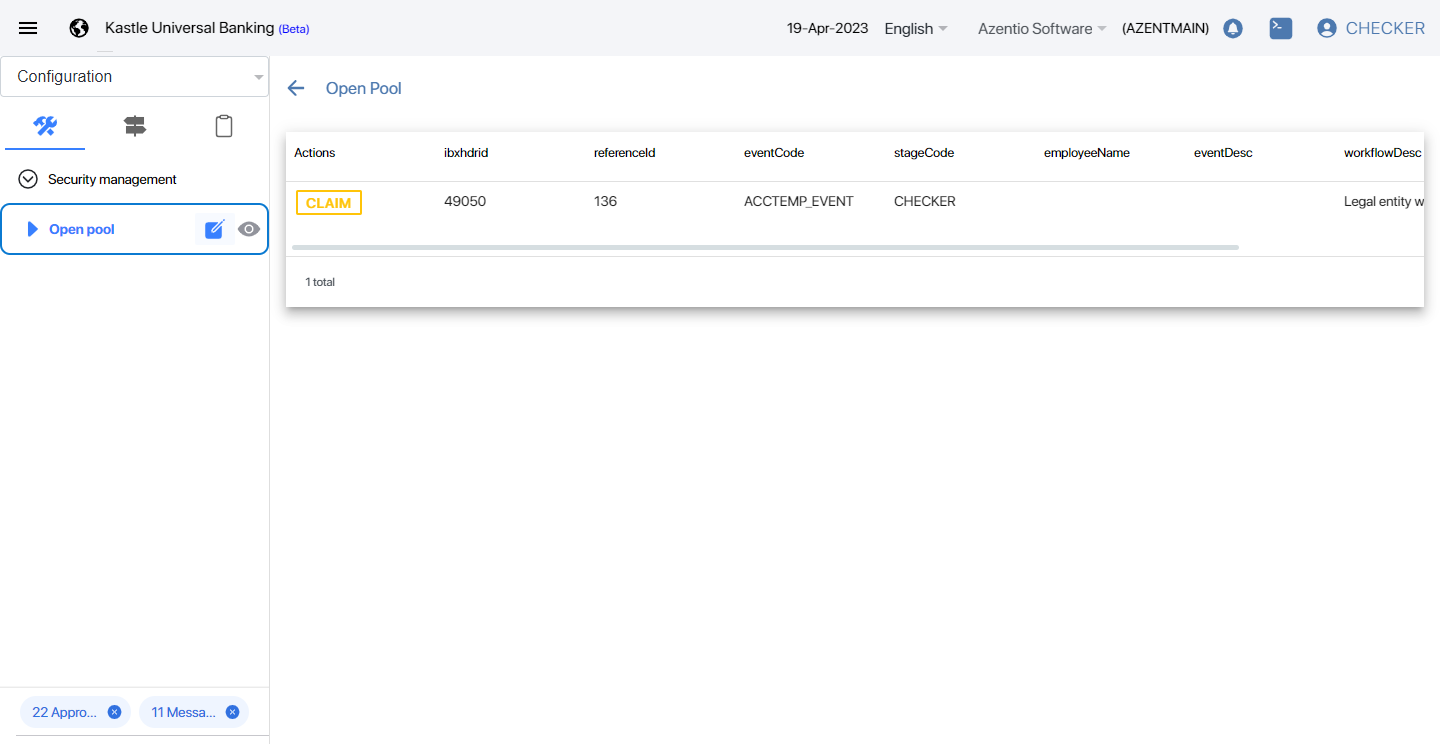 Kastle Universal Banking (Beta) 19-Apr-2023 English Azentio Software (AZENTMAIN) CHECKER
Configuration
Security management
Open pool
22 Appro... 11 Messa...
Open Pool
Actions ibxhdrid referenceId eventCode stageCode employeeName eventDesc workflowDesc
CLAIM 49050 136 ACCTEMP_EVENT CHECKER Legal entity w
1 total